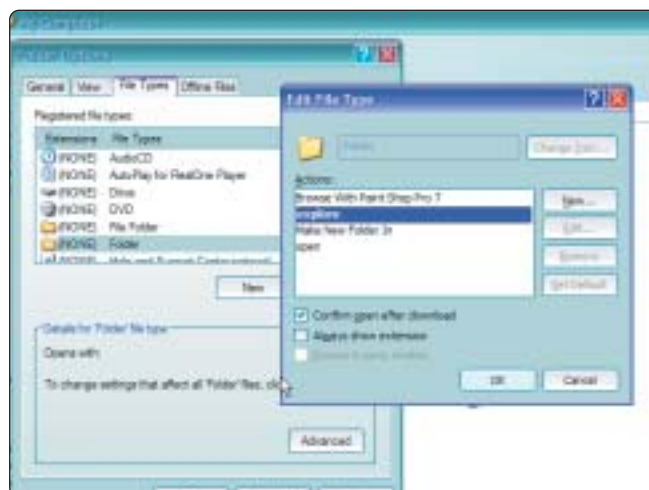 General View File Types Offline Files
Registered file types:
Extensions File Types
(NONE) AudioCD
(NONE) AutoPlay for RealOne Player
(NONE) Drive
(NONE) DVD
(NONE) File Folder
(NONE) Folder
New
Details for 'Folder' file type
Opens with:
To change settings that affect all 'Folder' files,
Advanced
Edit File Type
Change Icon...
Actions:
Browse With Paint Shop Pro 7
explore
Make New Folder In
open
New...
Edit...
Remove
Set Default
Confirm open after download
Always show extension
OK
Cancel